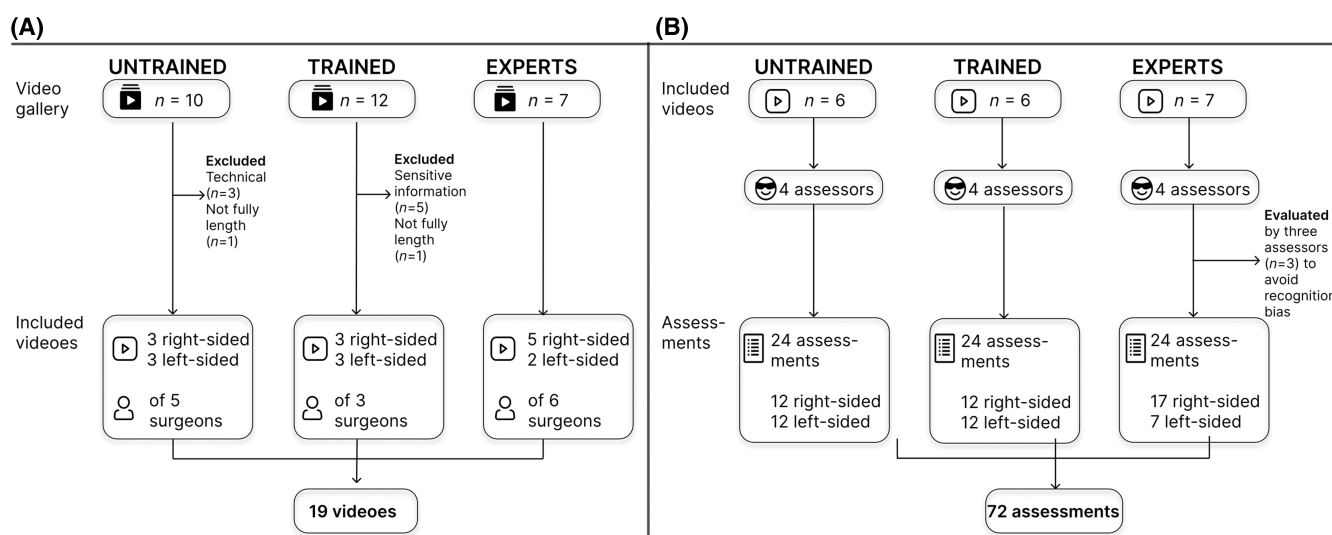 (A)
UNTRAINED
TRAINED
EXPERTS
Video
gallery
n = 10
n = 12
n = 7
Excluded
Technical
(n=3)
Not fully
length
(n=1)
Excluded
Sensitive
information
(n=5)
Not fully
length
(n=1)
Included
videoes
3 right-sided
3 left-sided
of 5
surgeons
3 right-sided
3 left-sided
of 3
surgeons
5 right-sided
2 left-sided
of 6
surgeons
19 videoes
(B)
UNTRAINED
TRAINED
EXPERTS
Included
videos
n = 6
n = 6
n = 7
4 assessors
4 assessors
4 assessors
Evaluated
by three
assessors
(n=3) to
avoid
recognition
bias
Assess-
ments
24 assess-
ments
12 right-sided
12 left-sided
24 assess-
ments
12 right-sided
12 left-sided
24 assess-
ments
17 right-sided
7 left-sided
72 assessments